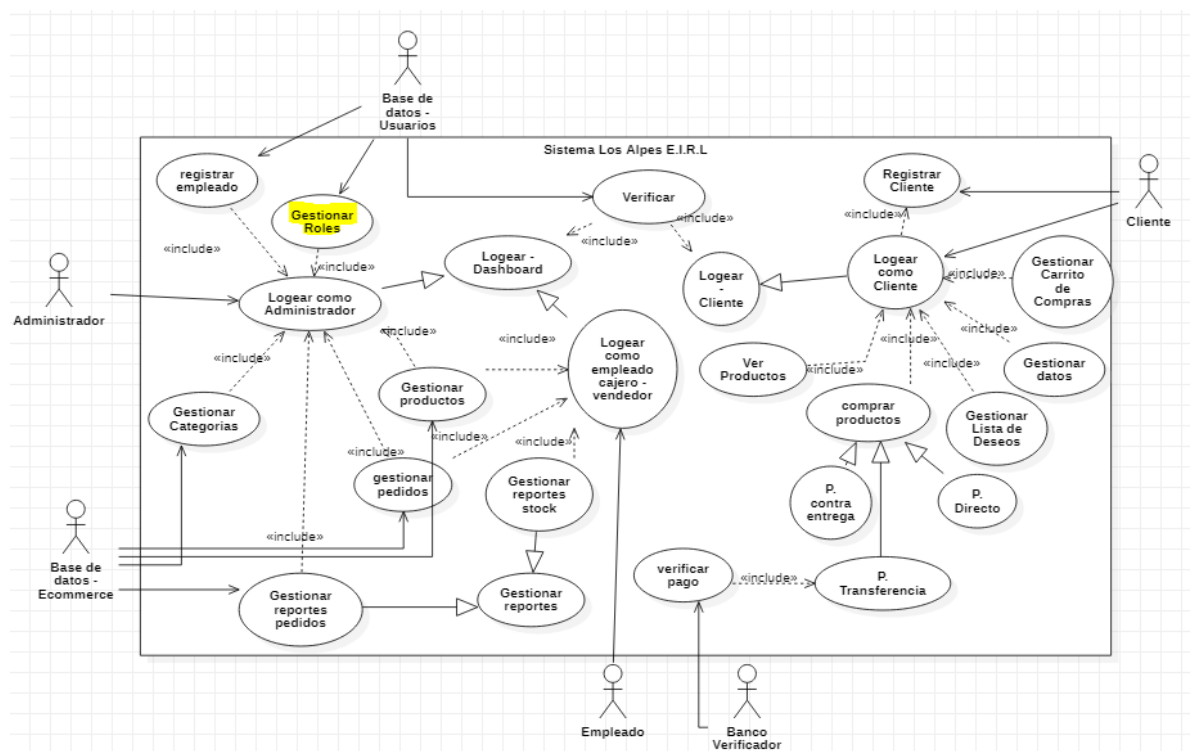 Base de
datos -
Usuarios
Sistema Los Alpes E.I.R.L
registrar
empleado
Gestionar
Roles
Verificar
Registrar
Cliente
Cliente
«include»
«include»
«include»
«include»
«include»
Logear -
Dashboard
Logear
-
Cliente
Logear
como
Cliente
«include»
Gestionar
Carrito
de
Compras
Administrador
Logear como
Administrador
«include»
«include»
«include»
«include»
«include»
«include»
Logear
como
empleado
cajero -
vendedor
Ver
Productos
«include»
Gestionar
datos
Gestionar
Categorias
Gestionar
productos
comprar
productos
Gestionar
Lista de
Deseos
«include»
«include»
«include»
gestionar
pedidos
Gestionar
reportes
stock
P.
contra
entrega
P.
Directo
Base de
datos -
Ecommerce
«include»
Gestionar
reportes
pedidos
Gestionar
reportes
verificar
pago
«include»
P.
Transferencia
Empleado
Banco
Verificador